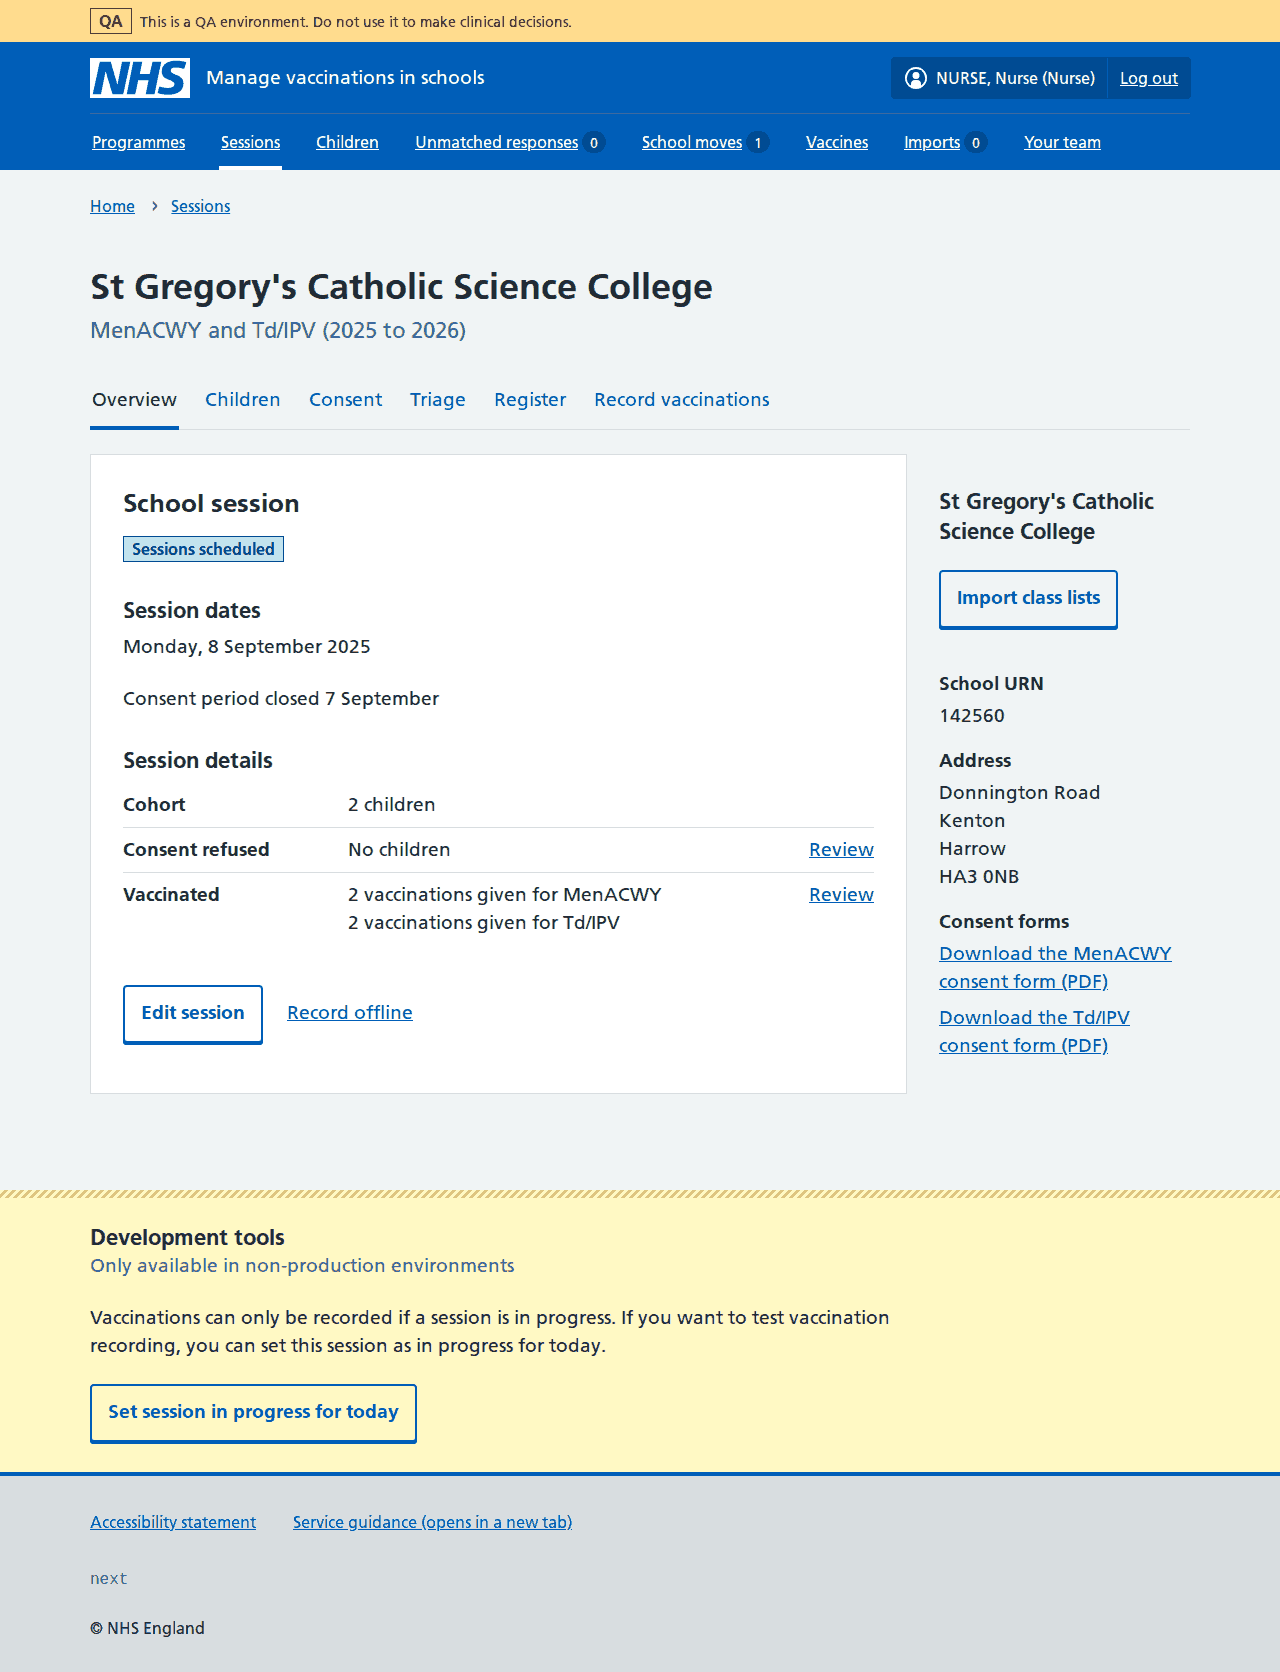 QA This is a QA environment. Do not use it to make clinical decisions.
NHS Manage vaccinations in schools NURSE, Nurse (Nurse) Log out
Programmes Sessions Children Unmatched responses 0 School moves 1 Vaccines Imports 0 Your team
Home › Sessions
St Gregory's Catholic Science College
MenACWY and Td/IPV (2025 to 2026)
Overview Children Consent Triage Register Record vaccinations
School session
Sessions scheduled
Session dates
Monday, 8 September 2025
Consent period closed 7 September
Session details
Cohort 2 children
Consent refused No children Review
Vaccinated 2 vaccinations given for MenACWY Review
2 vaccinations given for Td/IPV
Edit session Record offline
St Gregory's Catholic
Science College
Import class lists
School URN
142560
Address
Donnington Road
Kenton
Harrow
HA3 0NB
Consent forms
Download the MenACWY
consent form (PDF)
Download the Td/IPV
consent form (PDF)
Development tools
Only available in non-production environments
Vaccinations can only be recorded if a session is in progress. If you want to test vaccination
recording, you can set this session as in progress for today.
Set session in progress for today
Accessibility statement Service guidance (opens in a new tab)
next
© NHS England